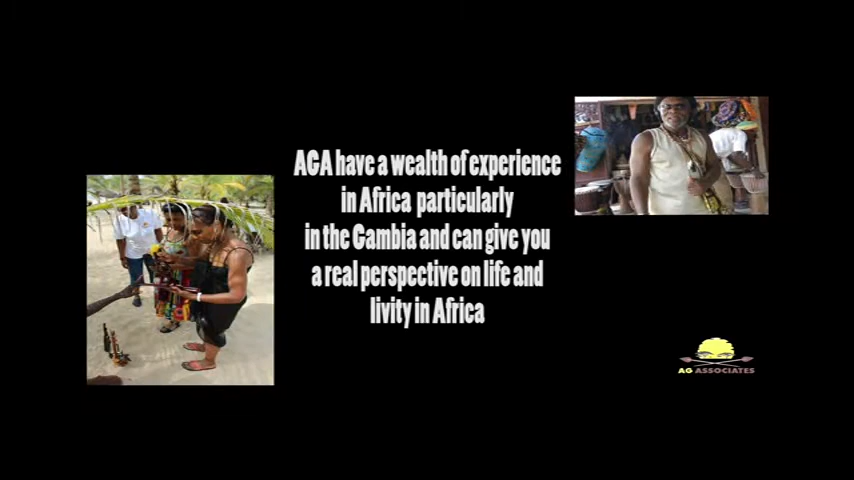 AGA have a wealth of experience
in Africa particularly
in the Gambia and can give you
a real perspective on life and
livity in Africa
AG ASSOCIATES